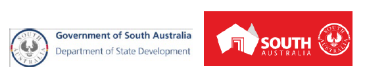 Government of South Australia
Department of State Development
SOUTH
AUSTRALIA